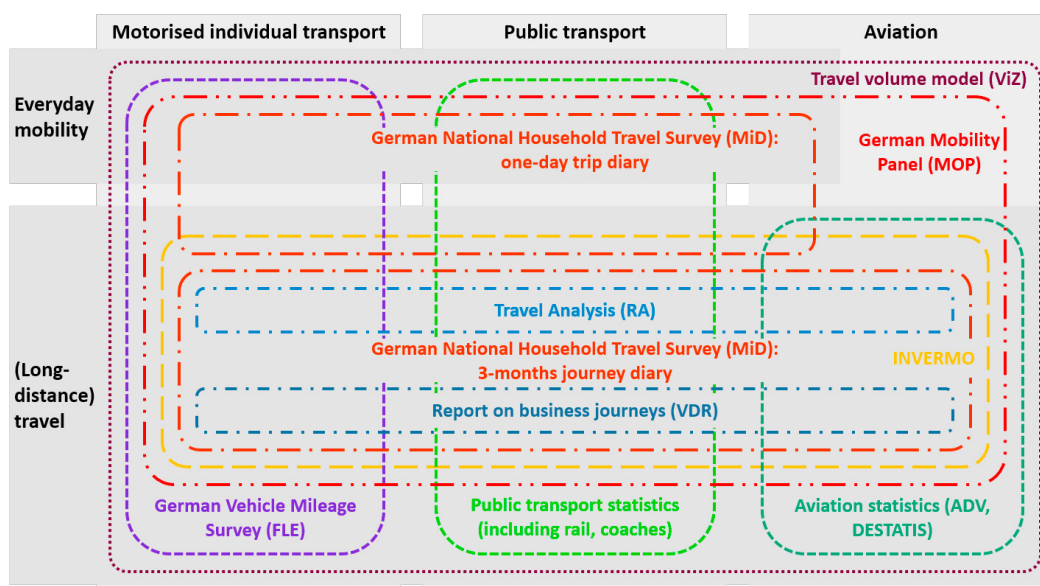 Motorised individual transport
Public transport
Aviation
Travel volume model (ViZ)
Everyday
mobility
German National Household Travel Survey (MiD):
one-day trip diary
German Mobility
Panel (MOP)
Travel Analysis (RA)
German National Household Travel Survey (MiD):
3-months journey diary
INVERMO
(Long-
distance)
travel
Report on business journeys (VDR)
German Vehicle Mileage
Survey (FLE)
Public transport statistics
(including rail, coaches)
Aviation statistics (ADV,
DESTATIS)